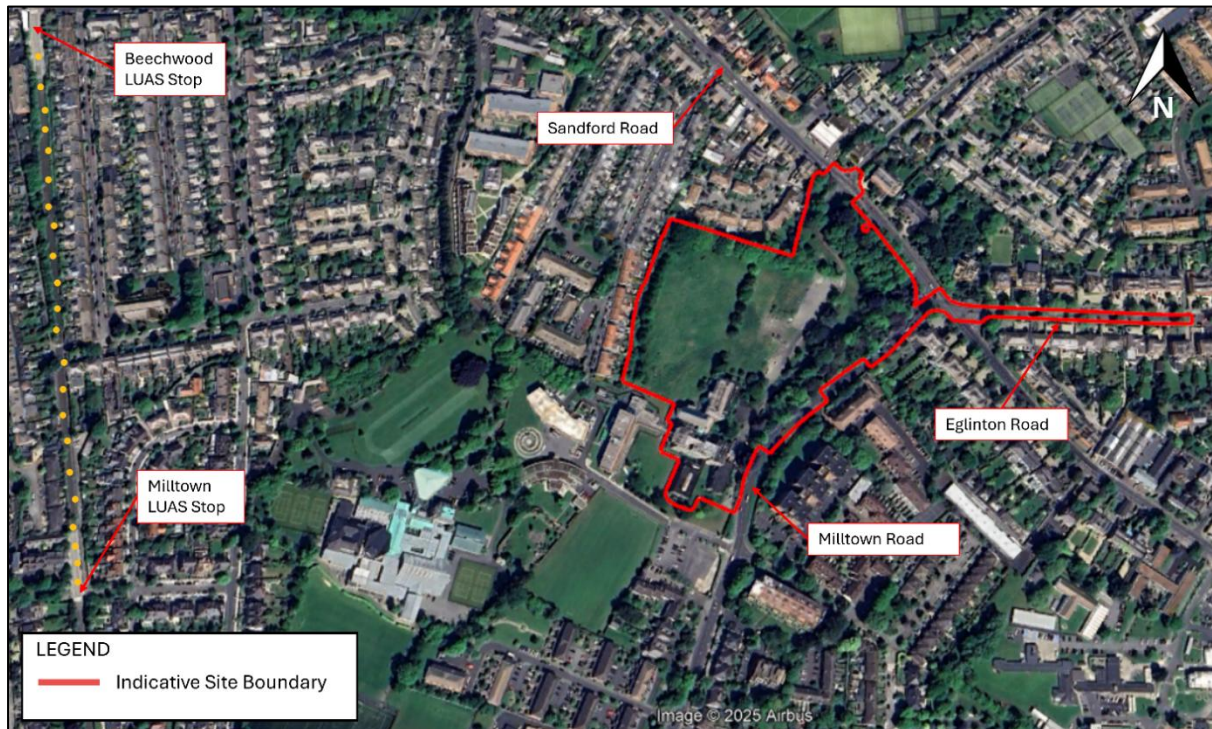 Beechwood
LUAS Stop
Sandford Road
N
Eglinton Road
Milltown
LUAS Stop
Milltown Road
LEGEND
Indicative Site Boundary
Image © 2025 Airbus